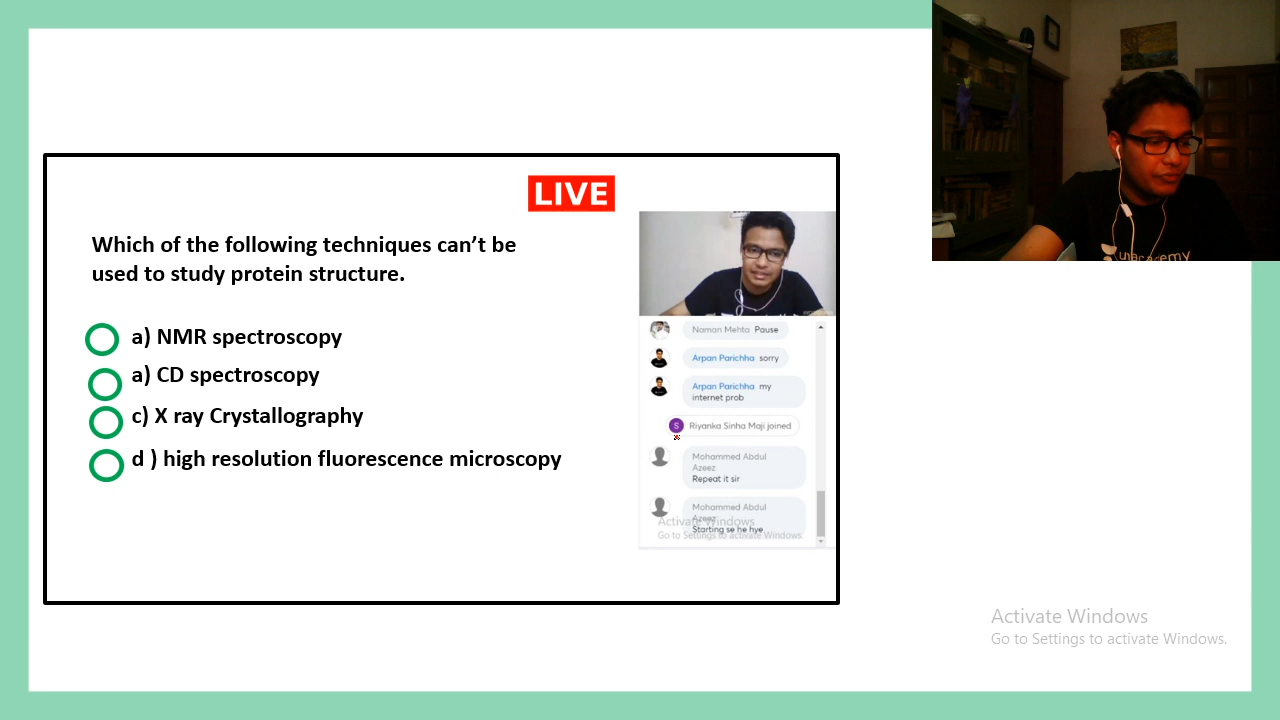 LIVE
Which of the following techniques can’t be
used to study protein structure.
a) NMR spectroscopy
a) CD spectroscopy
c) X ray Crystallography
d ) high resolution fluorescence microscopy
Naman Mehta Pause
Arpan Parichha sorry
Arpan Parichha my
internet prob
S Riyanka Sinha Maji joined
Mohammed Abdul
Azeez
Repeat it sir
Mohammed Abdul
Azeez
Activate Windows
Starting se he hye
Go to Settings to activate Windows.
unacademy
Activate Windows
Go to Settings to activate Windows.